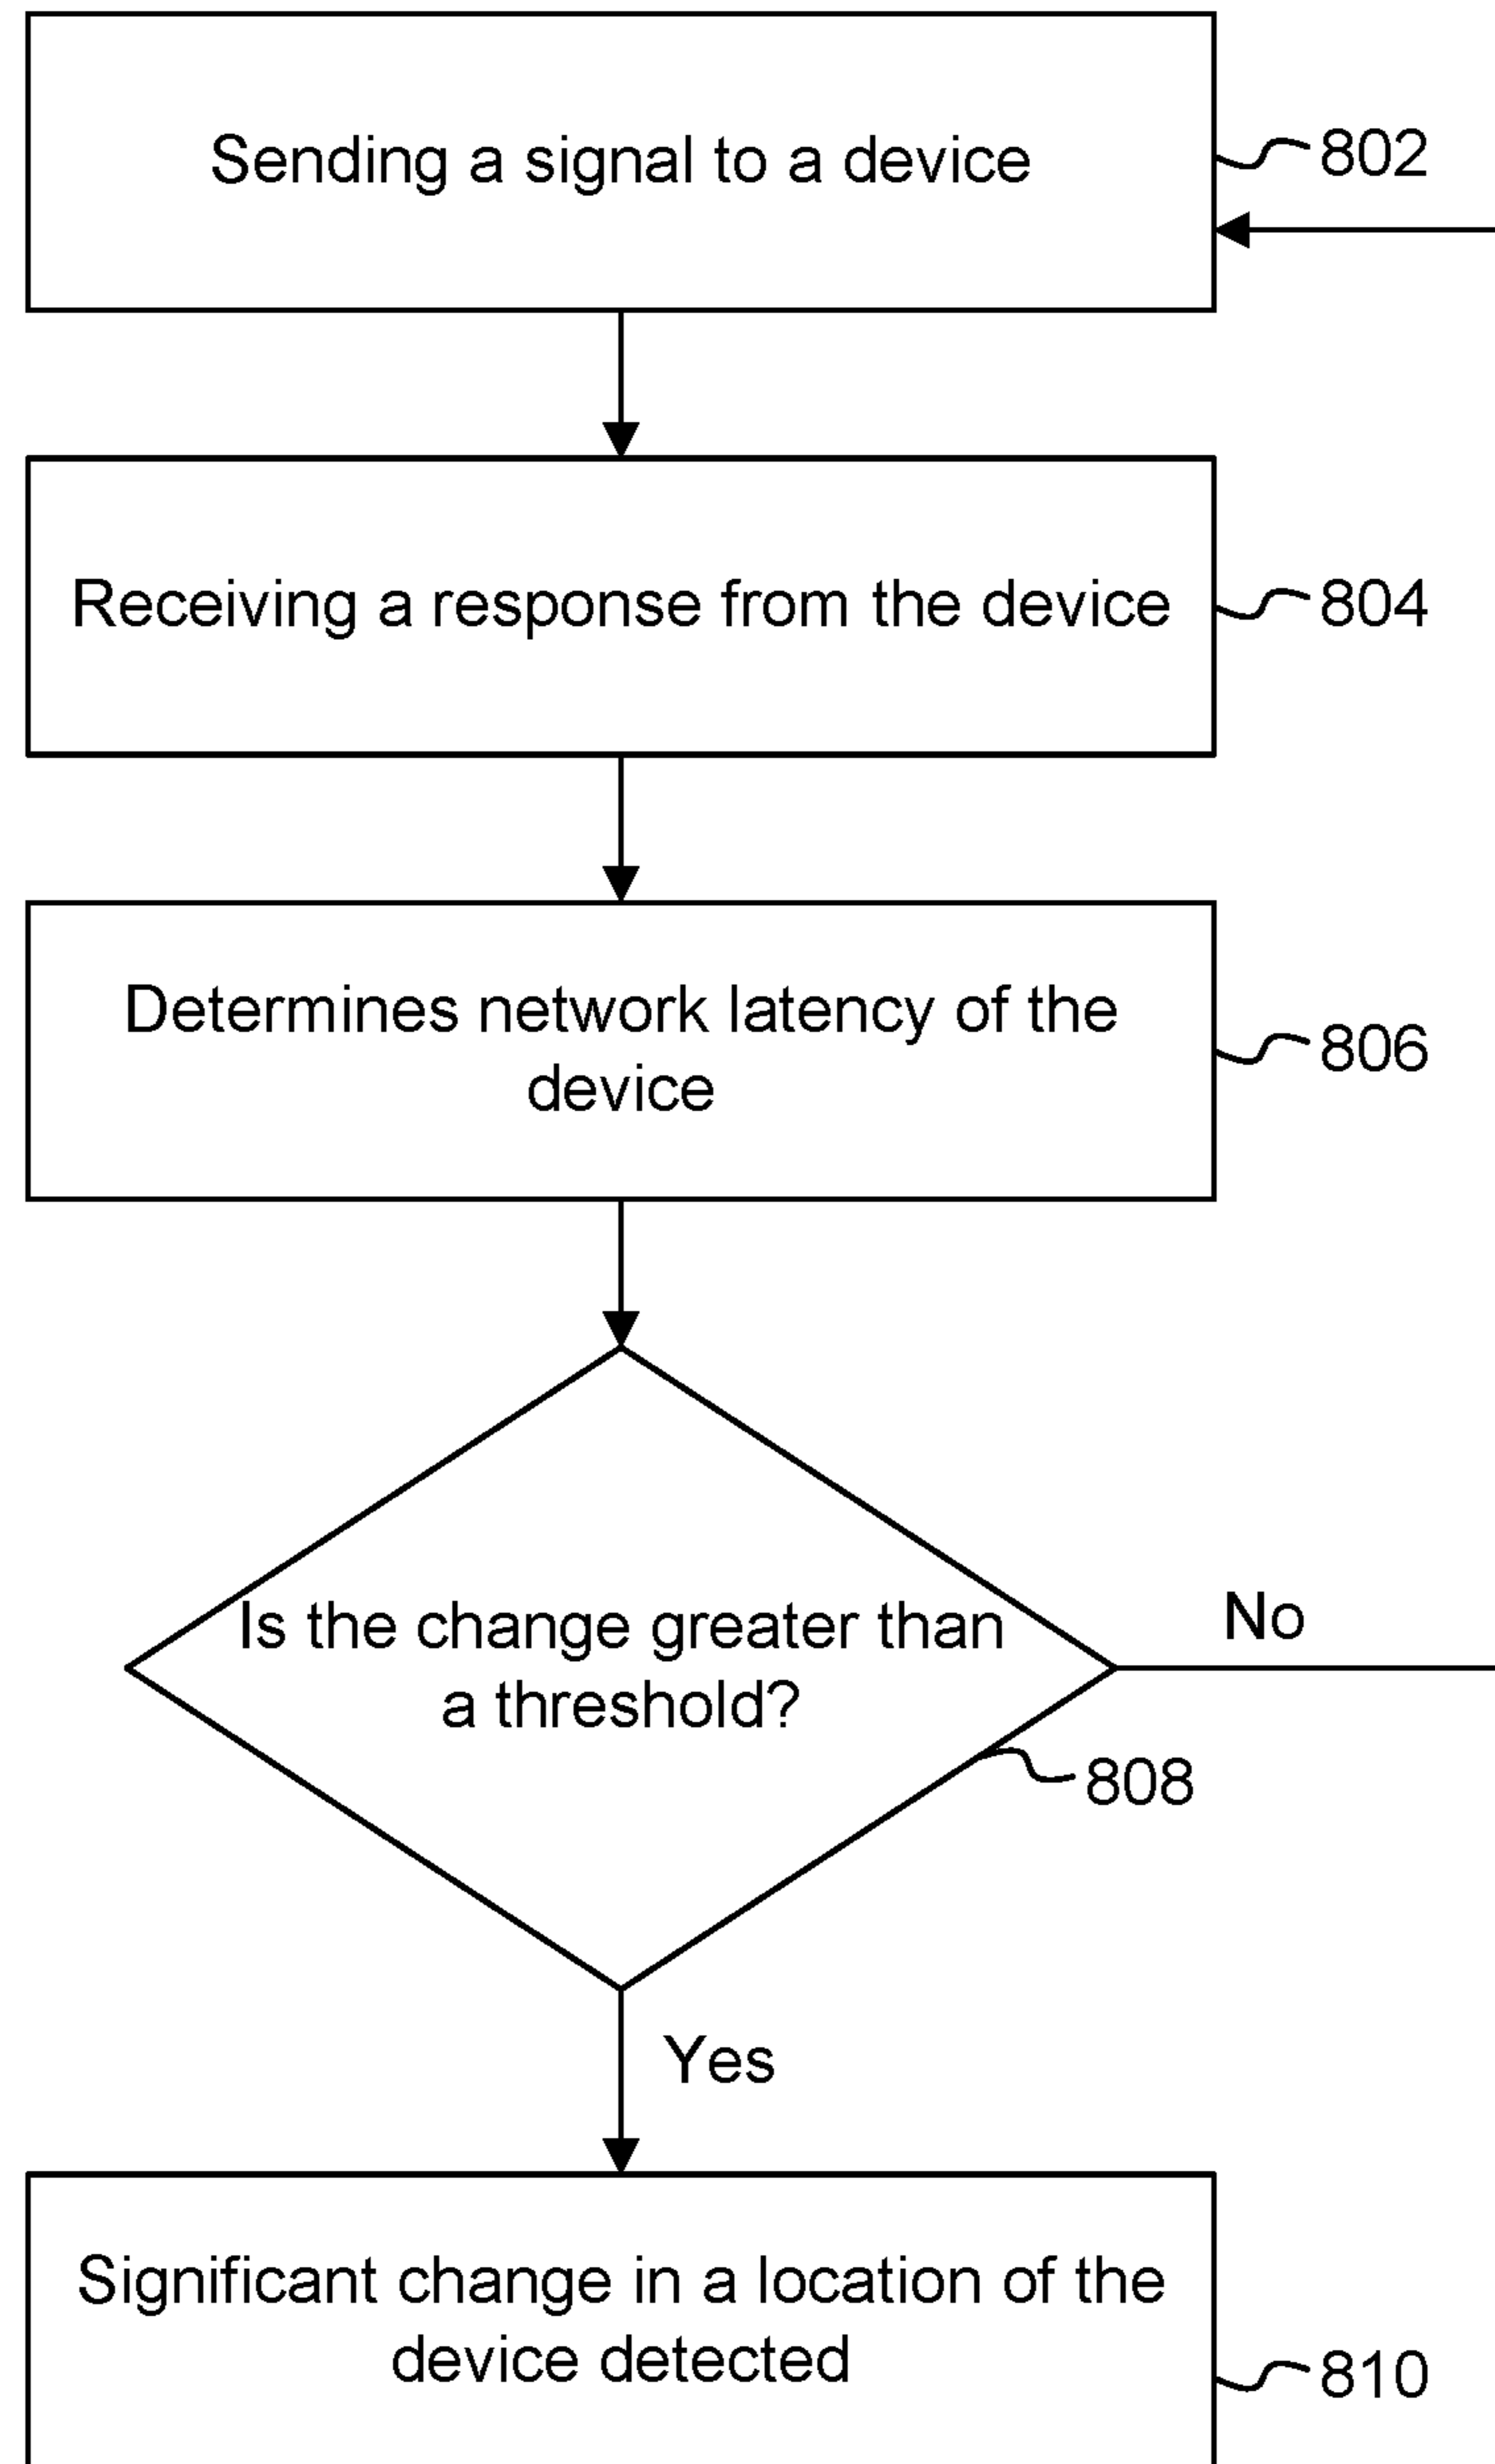 Sending a signal to a device
802
Receiving a response from the device
804
Determines network latency of the
device
806
Is the change greater than
a threshold?
No
808
Yes
Significant change in a location of the
device detected
810